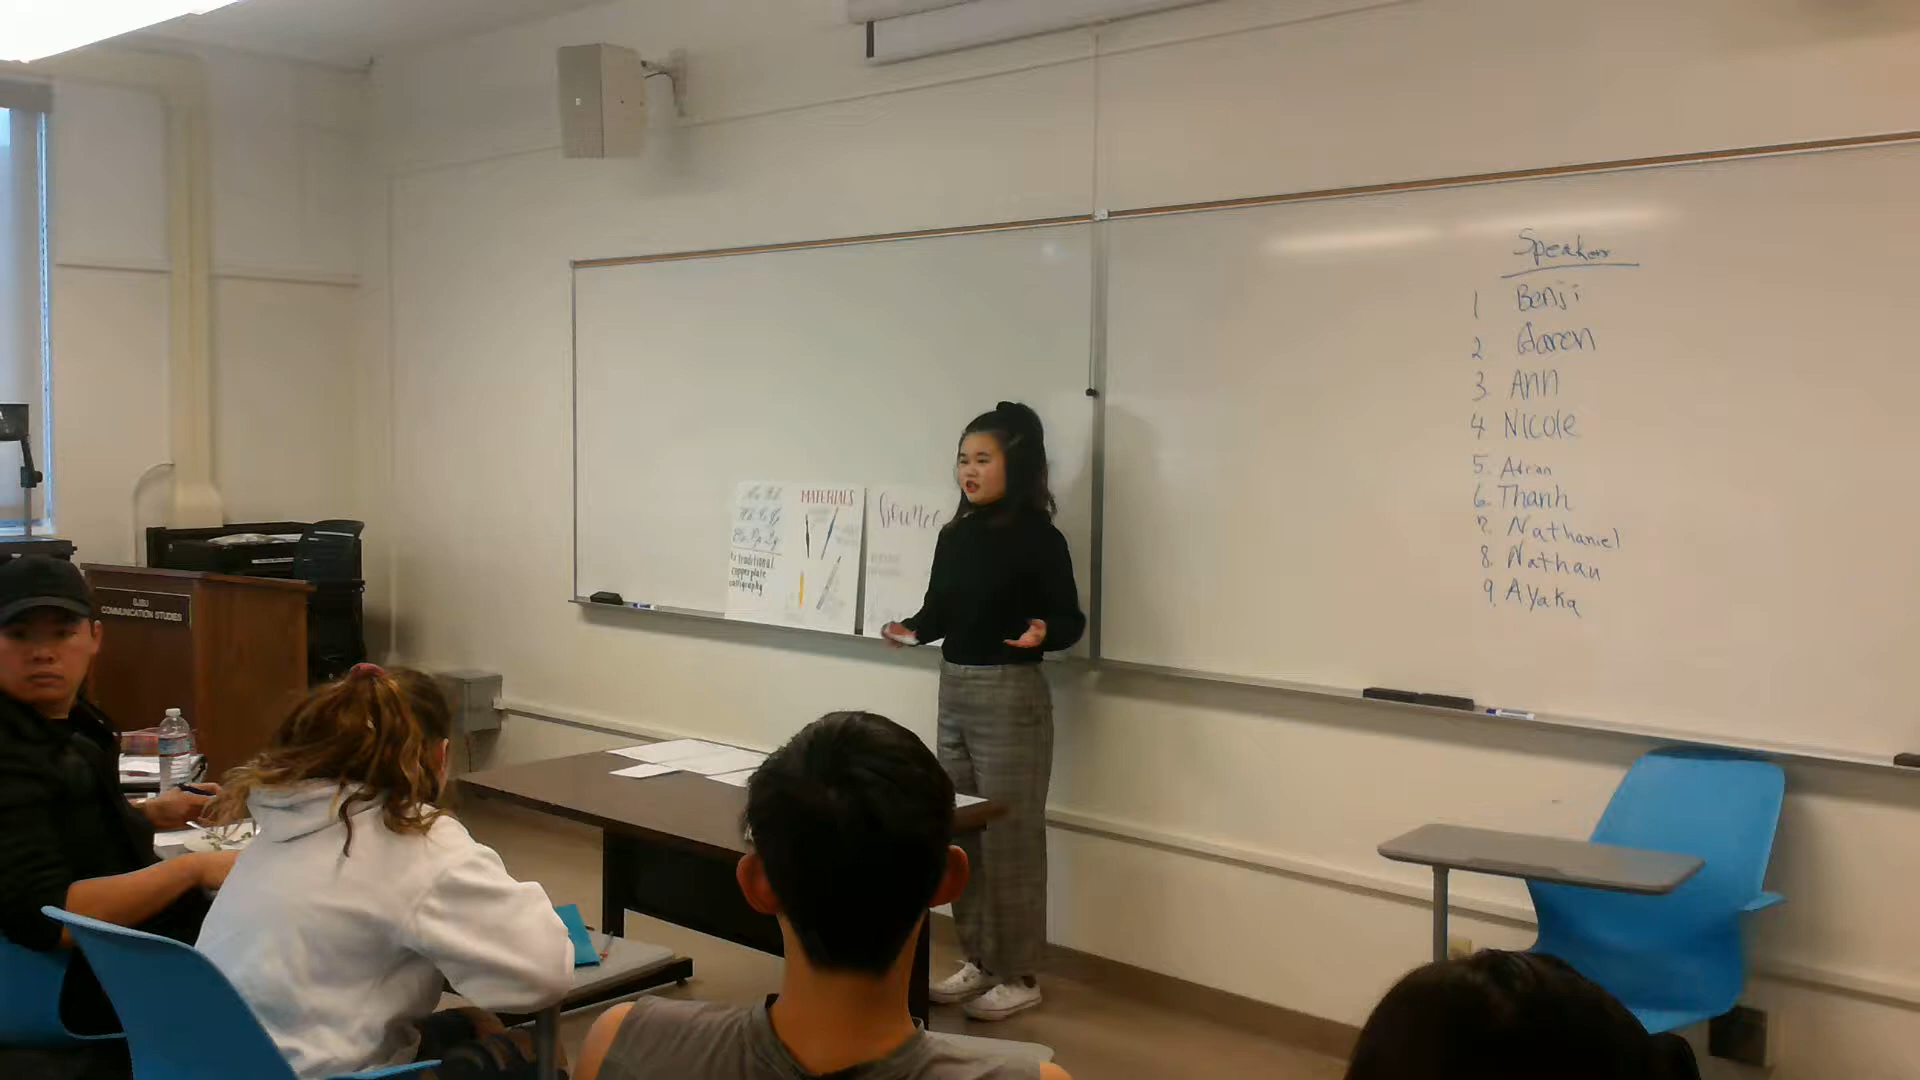 SJSU
COMMUNICATION STUDIES
traditional
copperplate
calligraphy
MATERIALS
Speakers
1 Benji
2 Garen
3 Ann
4 Nicole
5. Adrian
6. Thanh
7. Nathaniel
8. Nathan
9. Ayaka